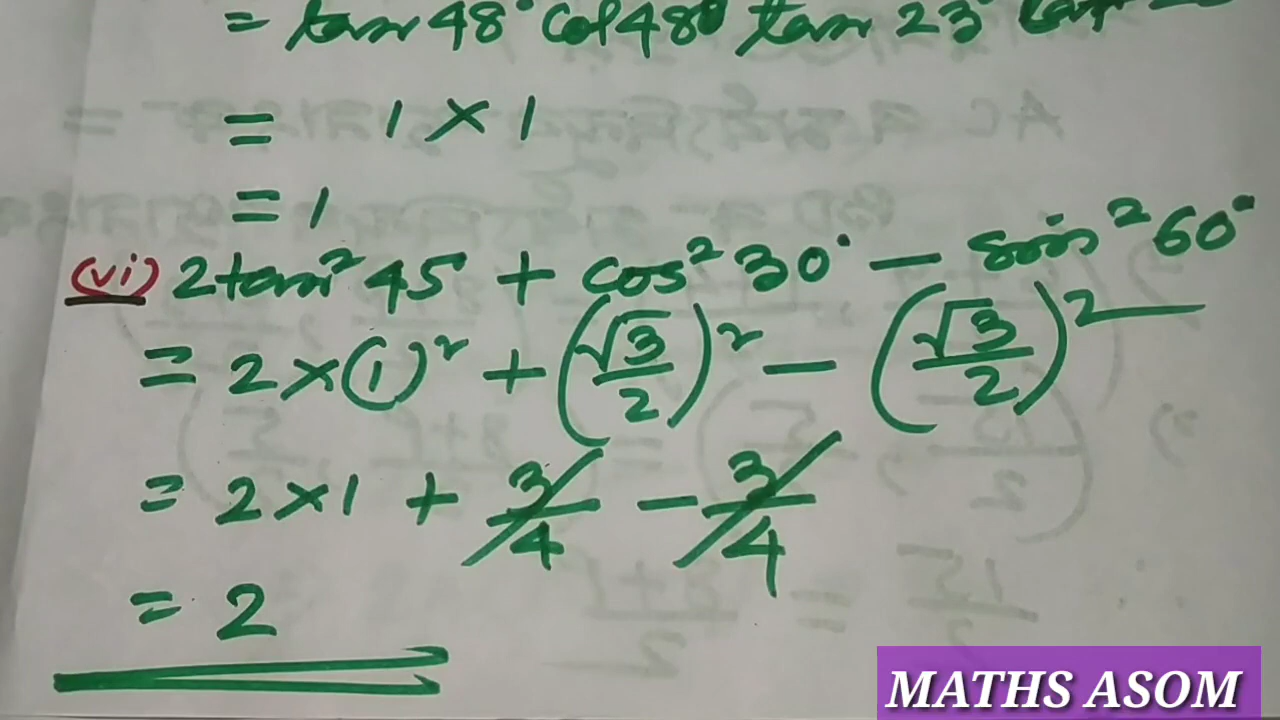 = tan 48° cot 48° tan 23°
= 1 × 1
= 1
(vi) 2tan² 45 + cos² 30° − sin² 60°
= 2 × (1)² + (√3/2)² − (√3/2)²
= 2 × 1 + 3/4 − 3/4
= 2
MATHS ASOM